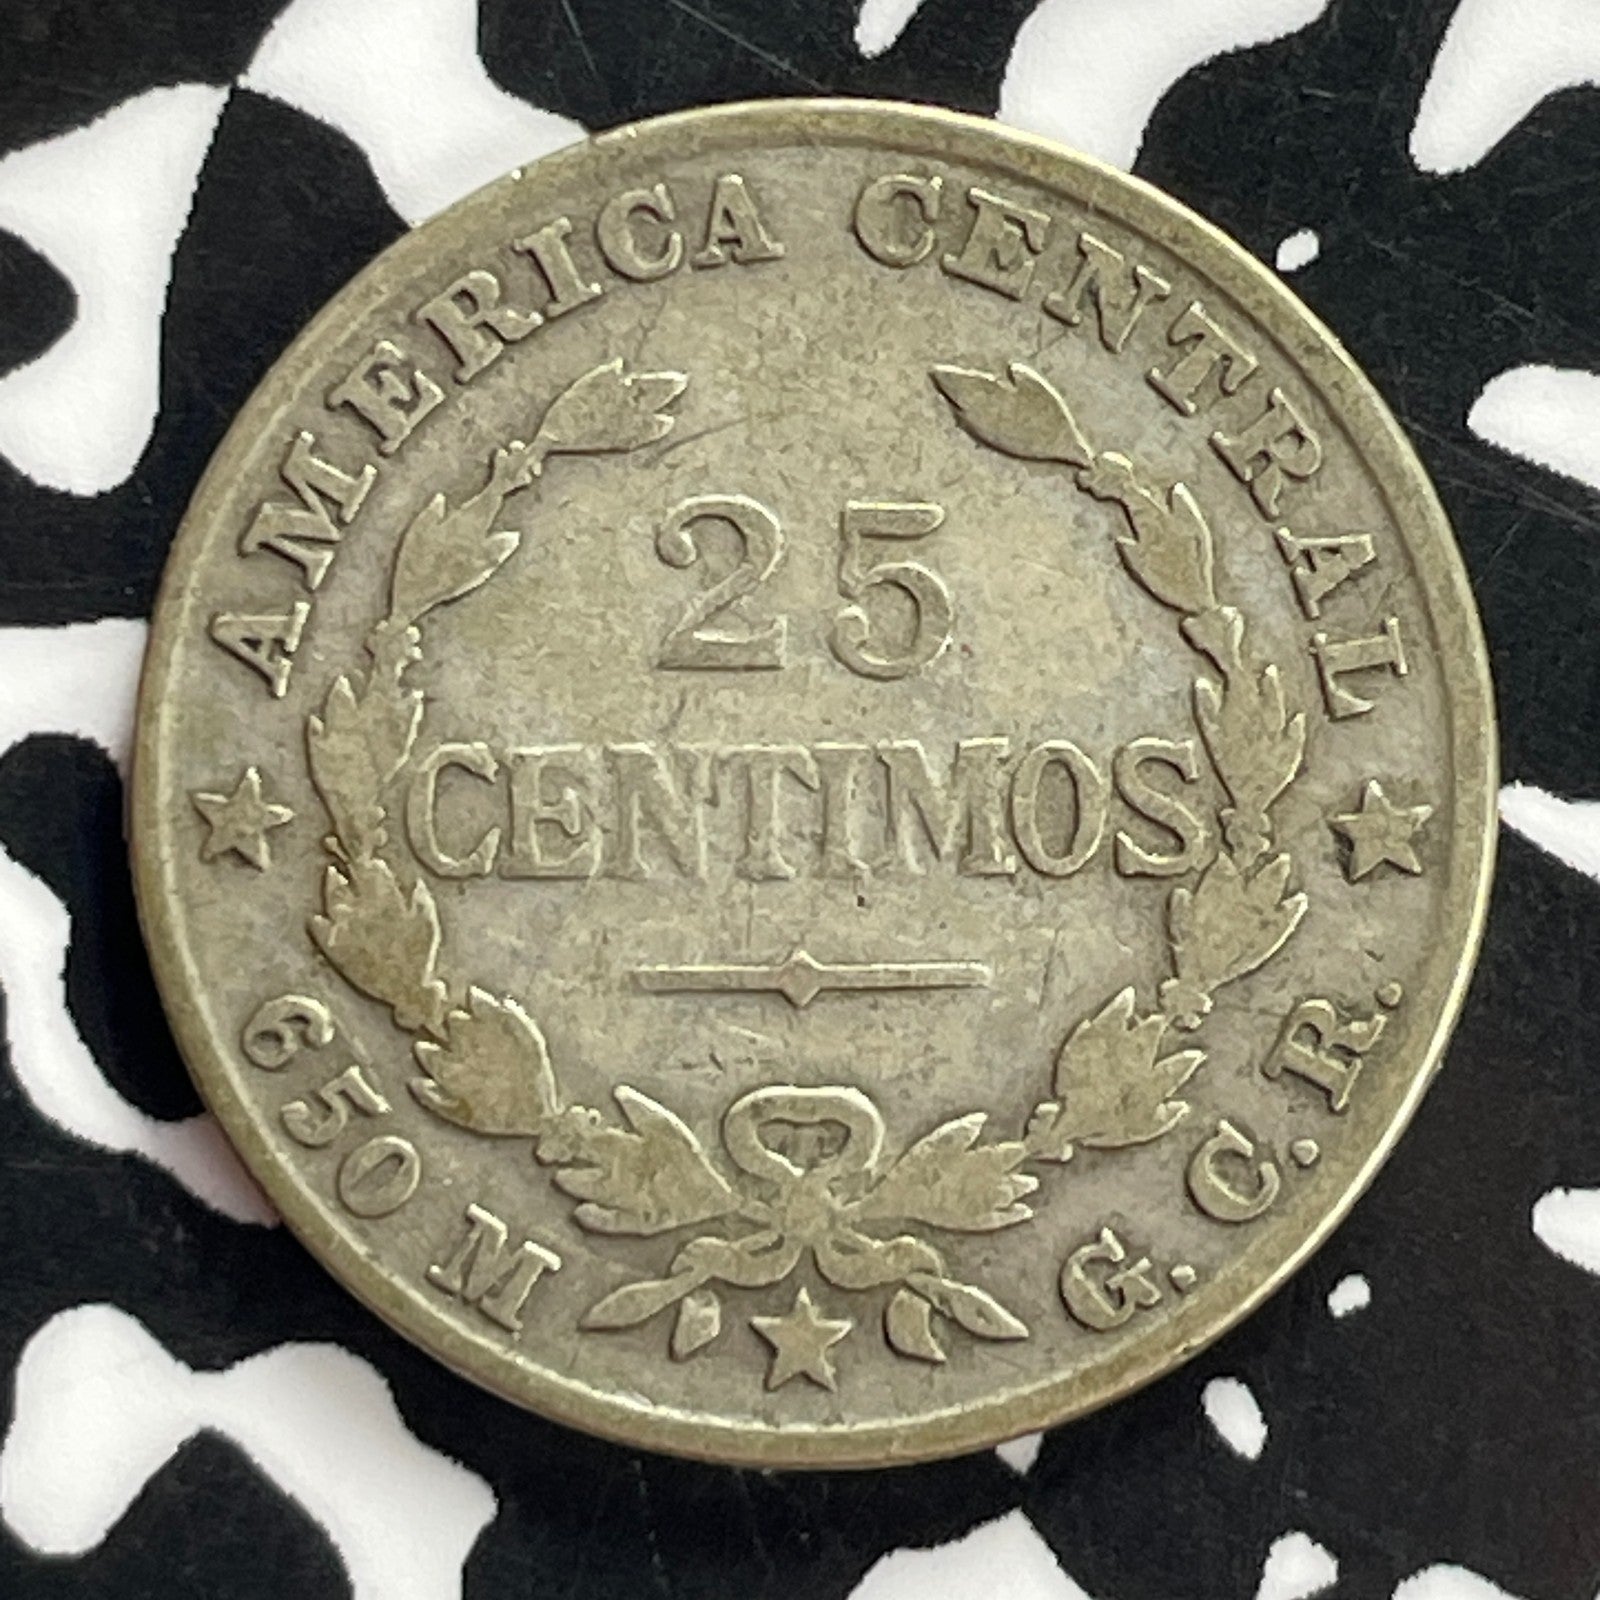 AMERICA CENTRAL
25
CENTIMOS
650 M
G. C. R.